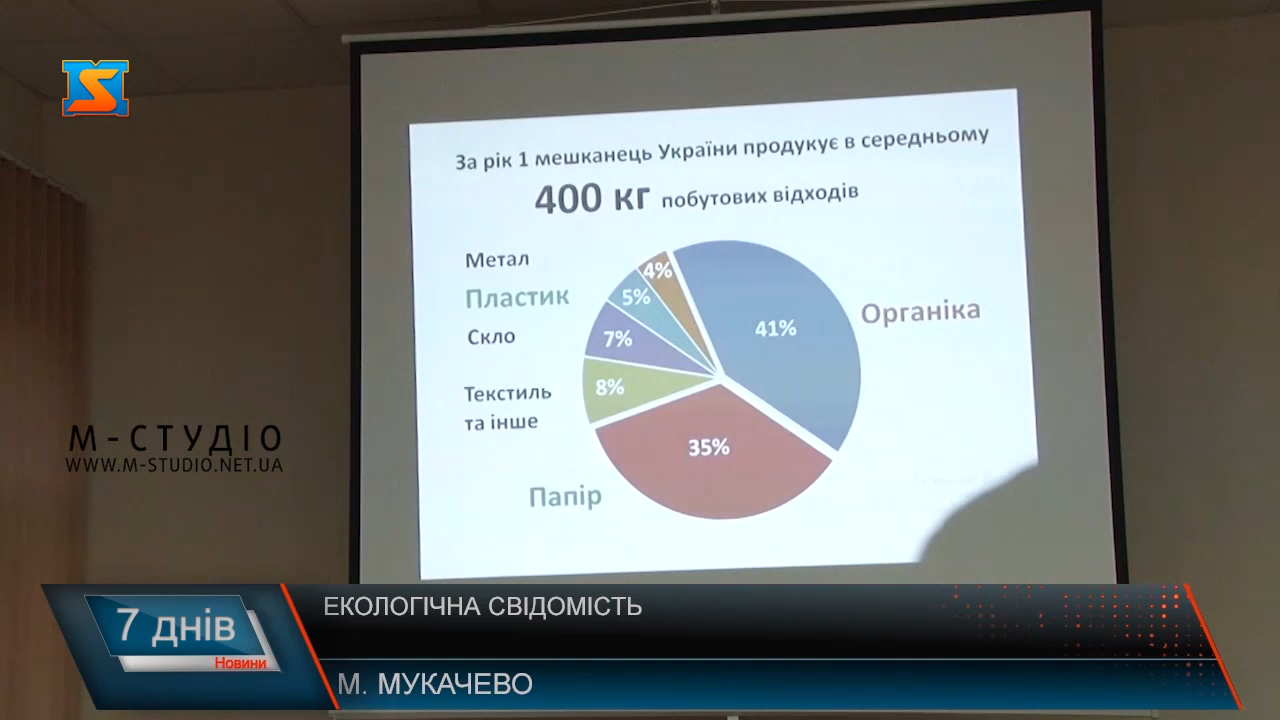 За рік 1 мешканець України продукує в середньому
400 кг побутових відходів
Метал
Пластик
Скло
Текстиль
та інше
Папір
Органіка
4%
5%
7%
8%
35%
41%
М-СТУДІО
WWW.M-STUDIO.NET.UA
7 днів
Новини
ЕКОЛОГІЧНА СВІДОМІСТЬ
М. МУКАЧЕВО